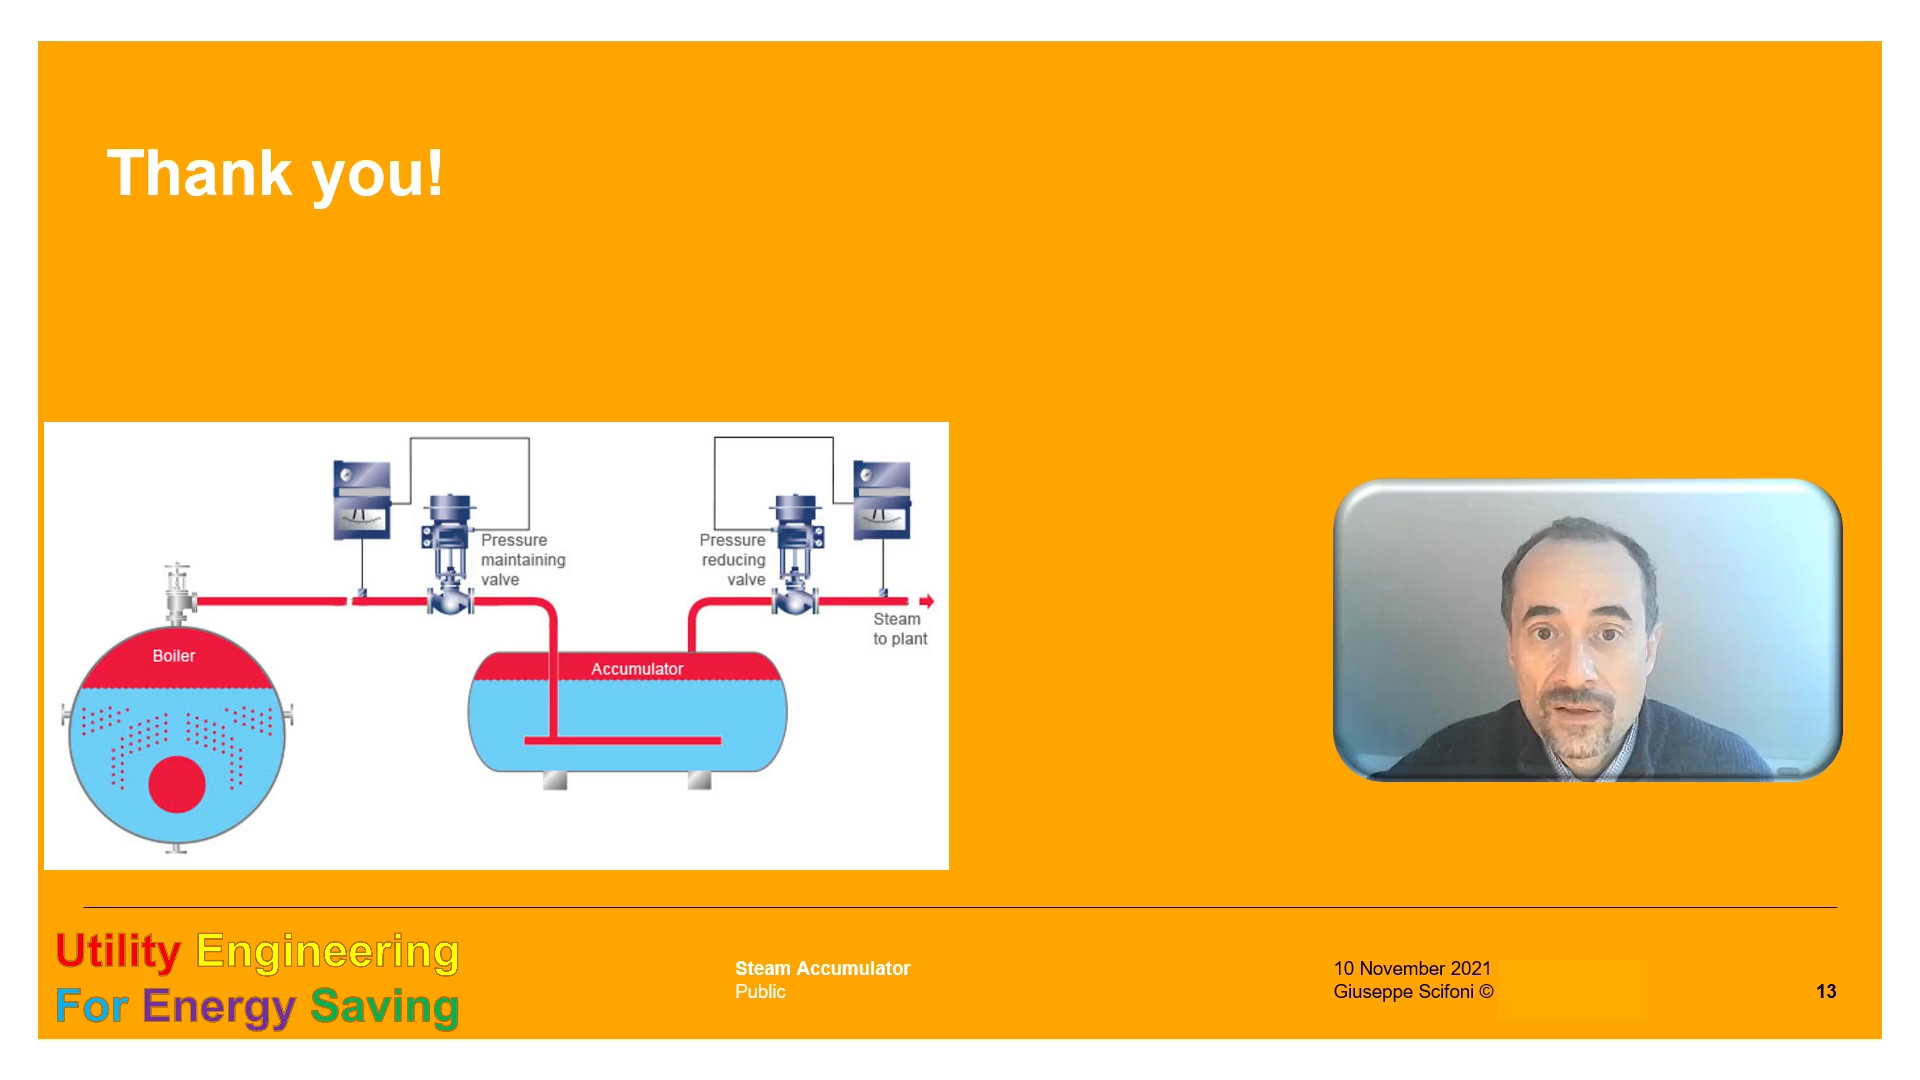 Thank you!
Pressure
maintaining
valve
Pressure
reducing
valve
Steam
to plant
Boiler
Accumulator
Utility Engineering
For Energy Saving
Steam Accumulator
Public
10 November 2021
Giuseppe Scifoni ©
13